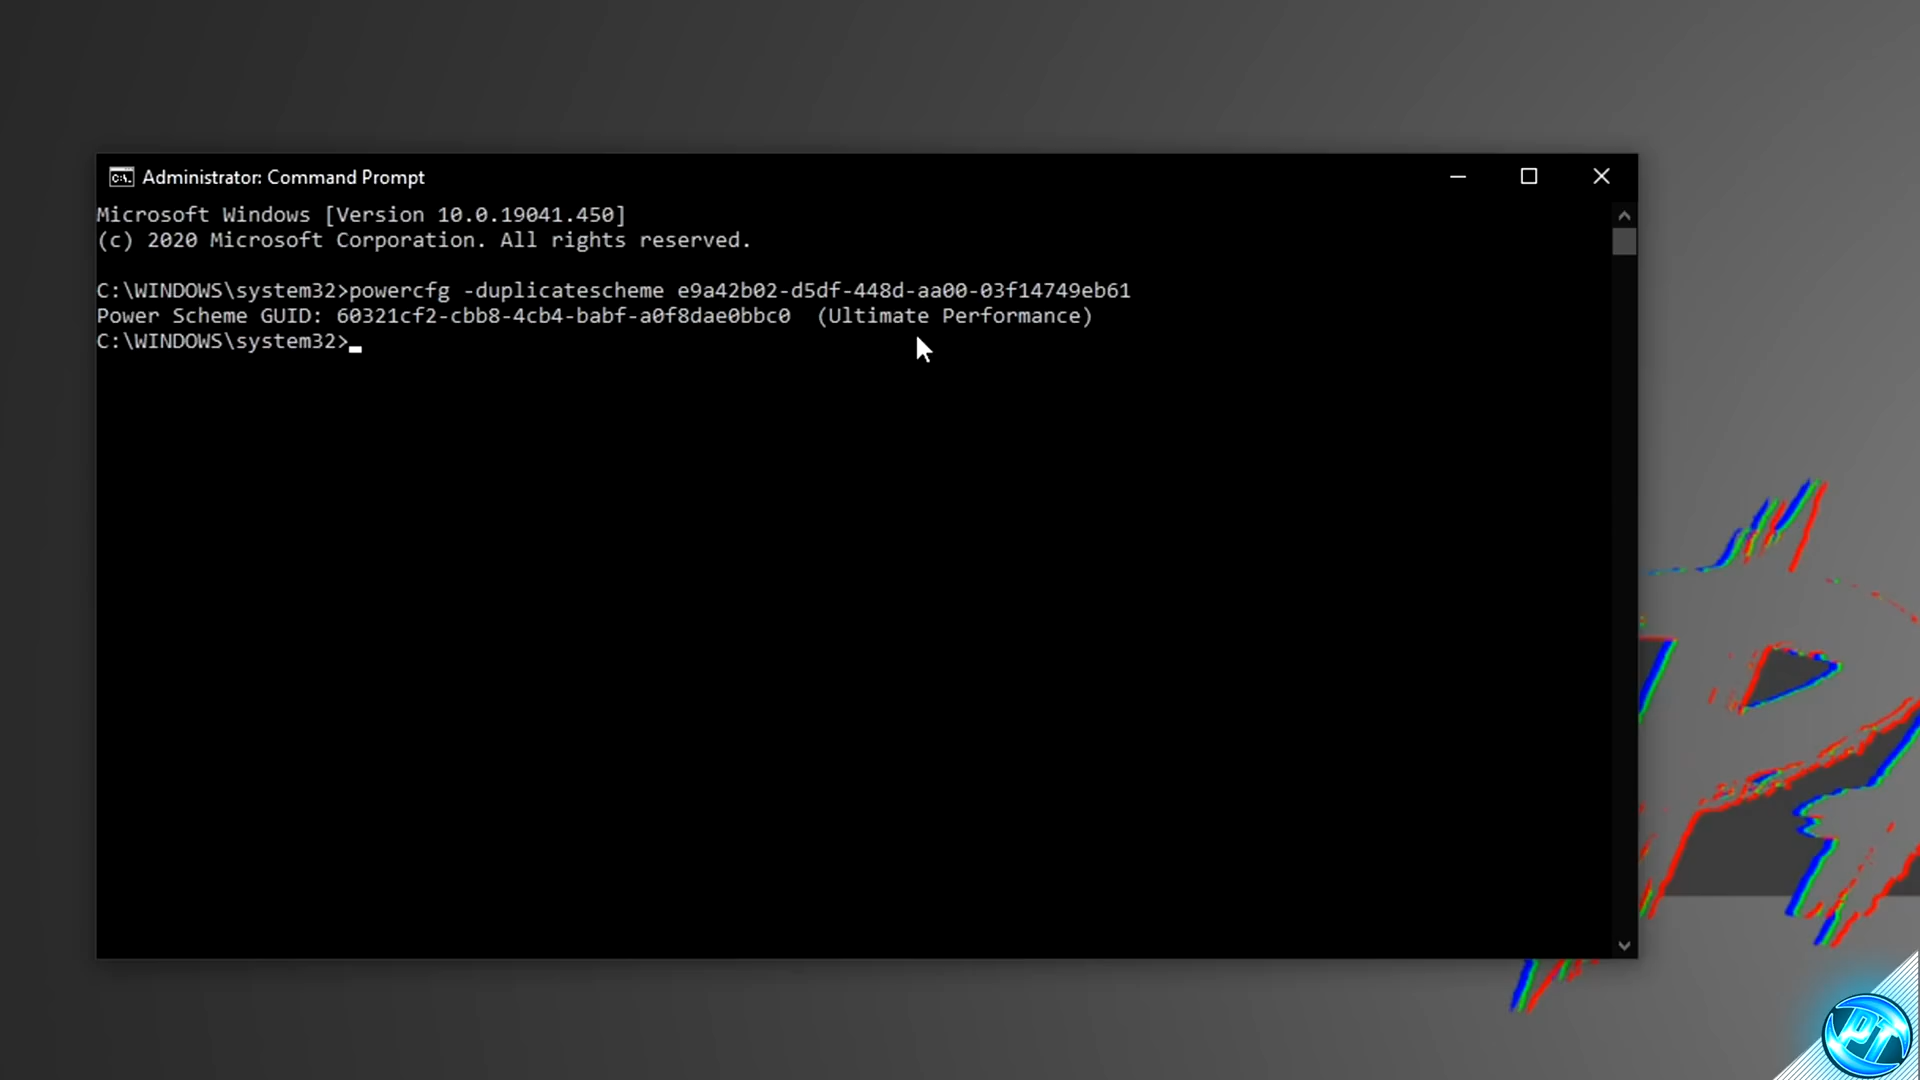 Administrator: Command Prompt
Microsoft Windows [Version 10.0.19041.450]
(c) 2020 Microsoft Corporation. All rights reserved.
C:\WINDOWS\system32>powercfg -duplicatescheme e9a42b02-d5df-448d-aa00-03f14749eb61
Power Scheme GUID: 60321cf2-cbb8-4cb4-babf-a0f8dae0bbc0  (Ultimate Performance)
C:\WINDOWS\system32>
PT